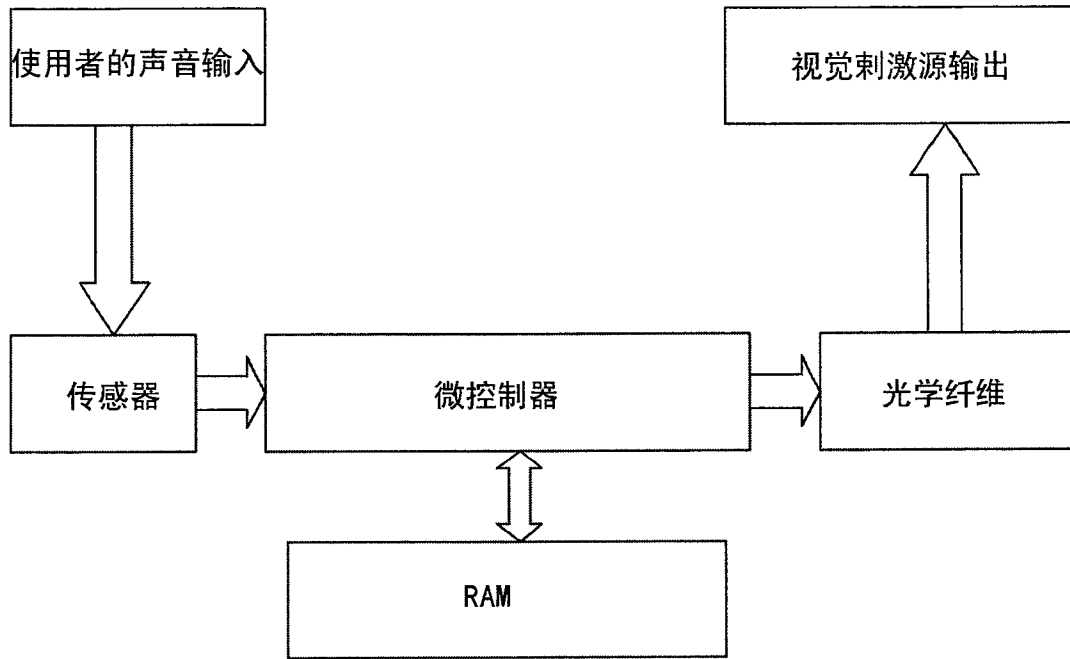 使用者的声音输入
视觉刺激源输出
传感器
微控制器
光学纤维
RAM